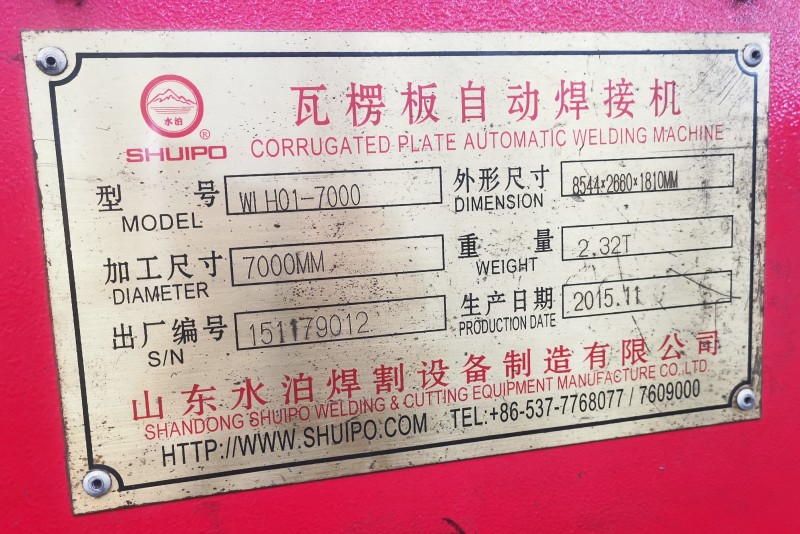 水泊
®
SHUIPO
瓦楞板自动焊接机
CORRUGATED PLATE AUTOMATIC WELDING MACHINE
型 号 WLH01-7000
MODEL
外形尺寸 8544×2660×1810MM
DIMENSION
加工尺寸 7000MM
DIAMETER
重 量 2.32T
WEIGHT
出厂编号 151179012
S/N
生产日期 2015.11
PRODUCTION DATE
山东水泊焊割设备制造有限公司
SHANDONG SHUIPO WELDING & CUTTING EQUIPMENT MANUFACTURE CO.,LTD
HTTP://WWW.SHUIPO.COM TEL:+86-537-7768077 / 7609000